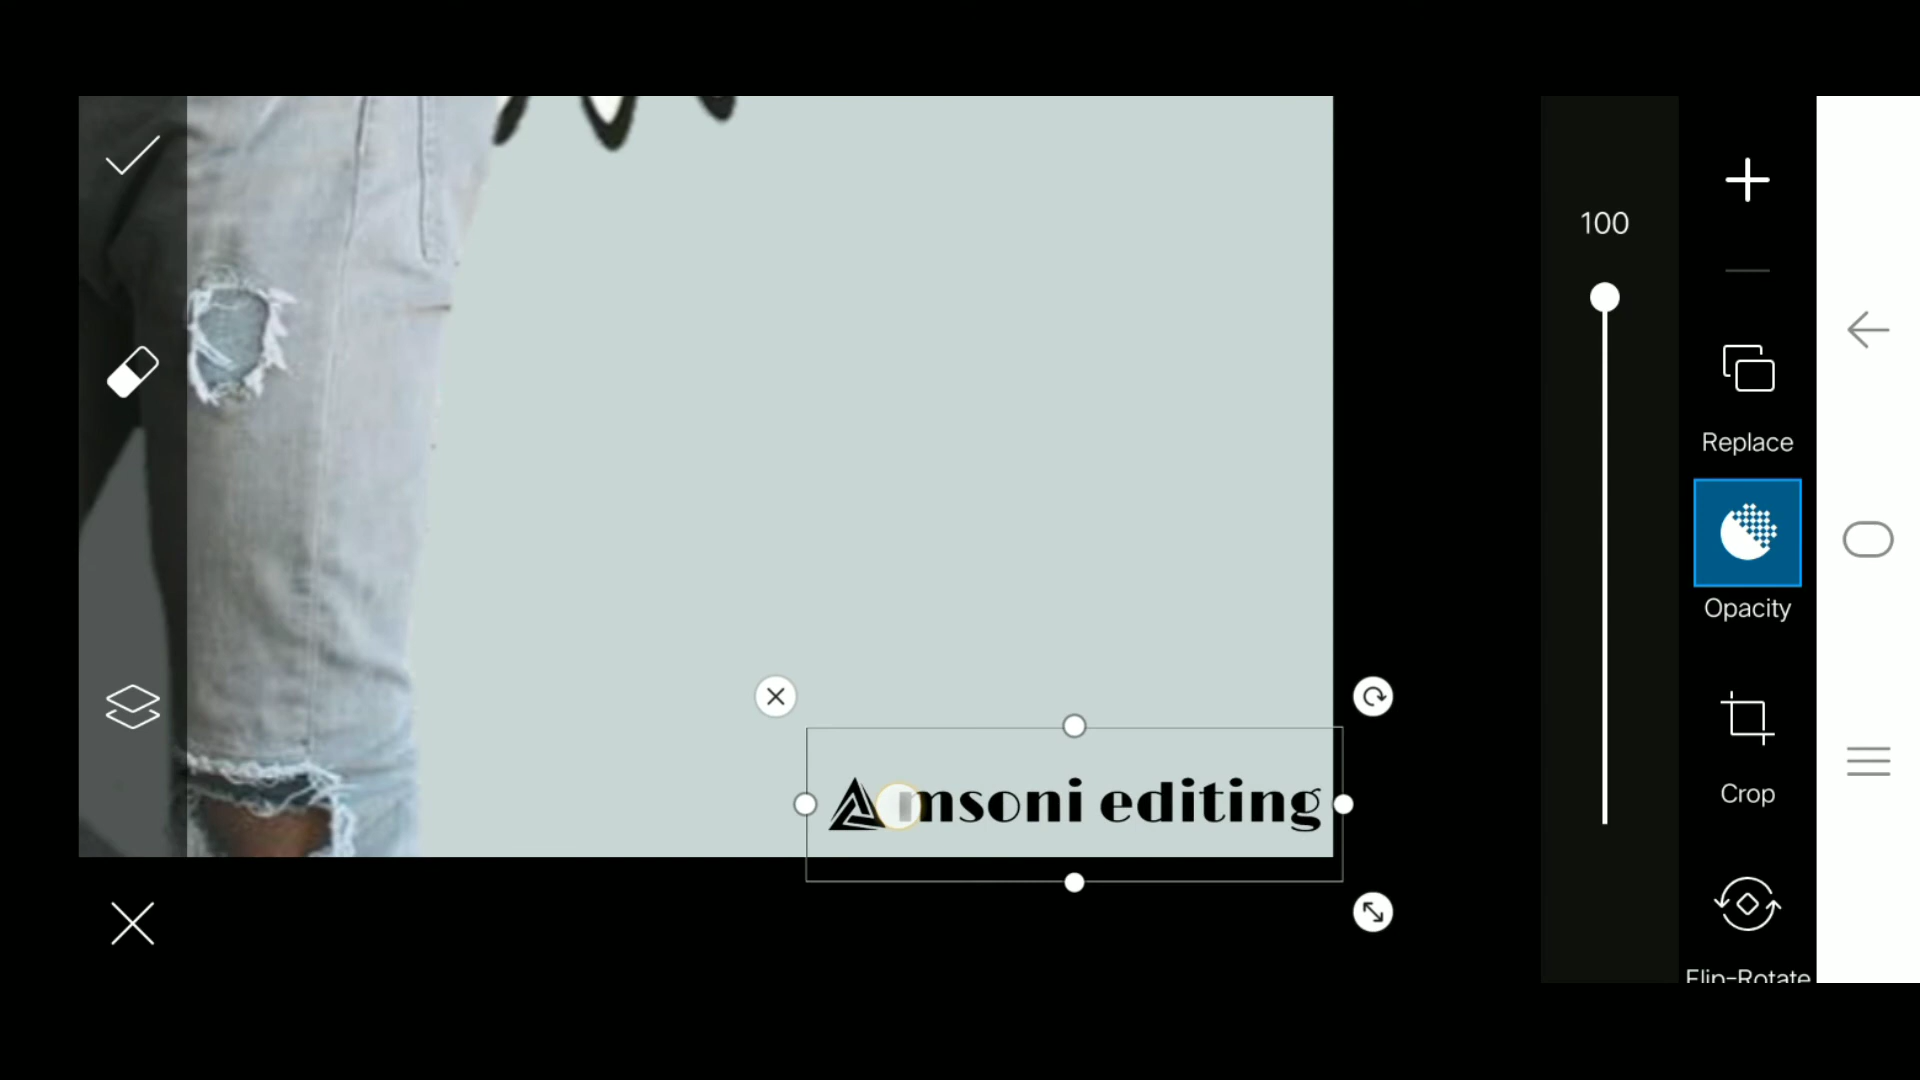 100
Replace
Opacity
Crop
Flip-Rotate
msoni editing